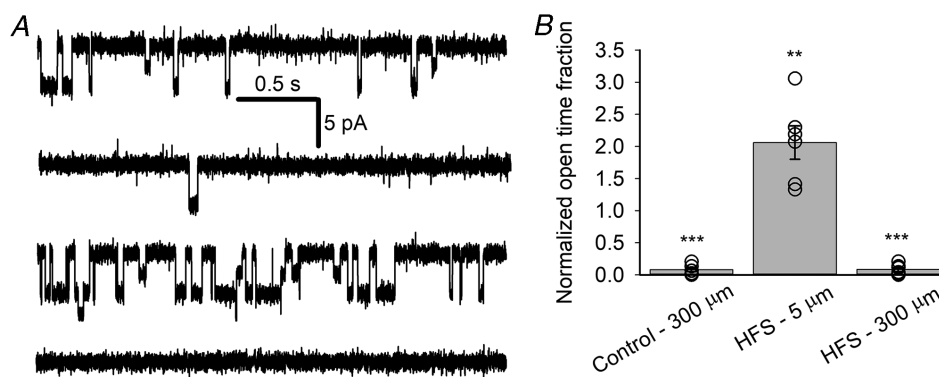 A
0.5 s
5 pA
B
Normalized open time fraction
3.5
3.0
2.5
2.0
1.5
1.0
0.5
0.0
***
**
***
Control - 300 μm
HFS - 5 μm
HFS - 300 μm